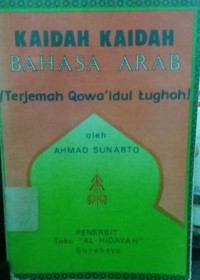 KAIDAH KAIDAH
BAHASA ARAB
(Terjemah Qowa'idul Lughoh)
oleh
AHMAD SUNARTO
PENERBIT
Toko "AL-HIDAYAH"
Surabaya